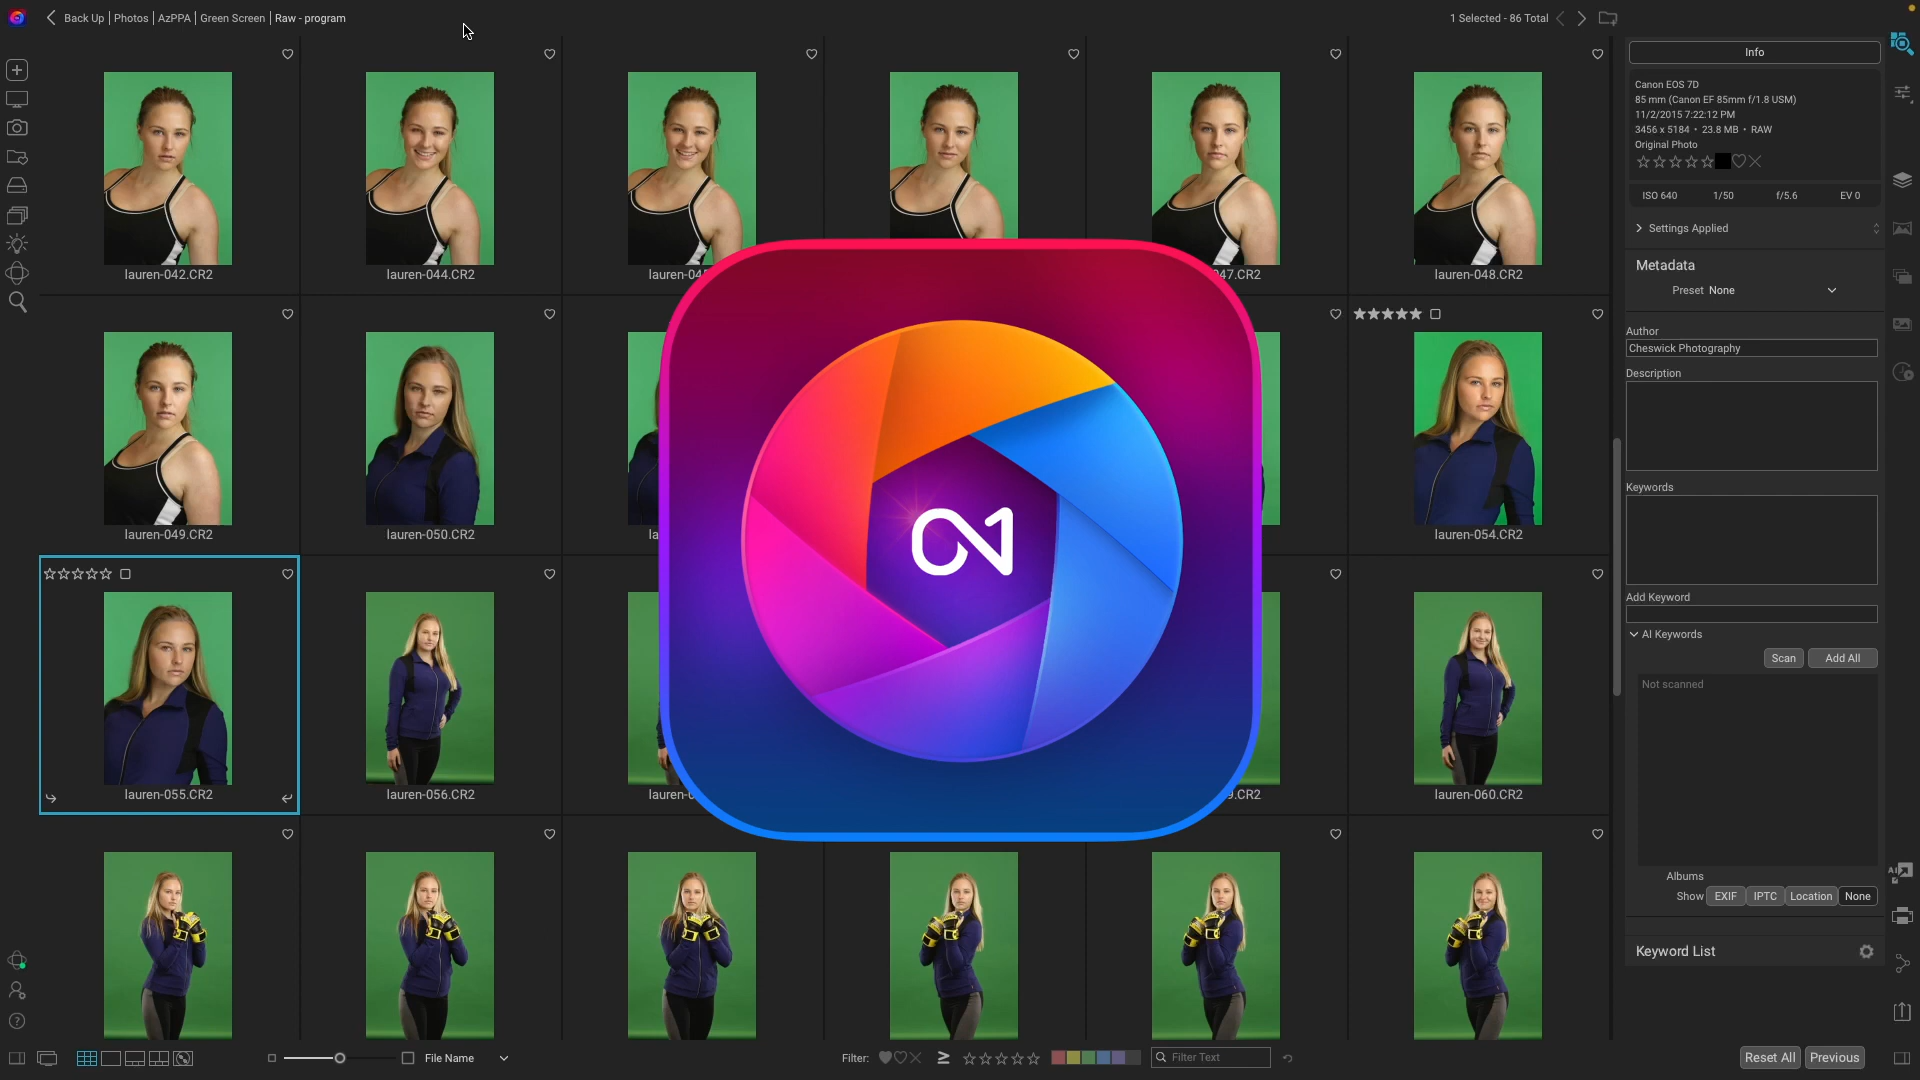 Back Up | Photos | AzPPA | Green Screen | Raw - program
1 Selected - 86 Total
lauren-042.CR2
lauren-044.CR2
lauren-04
47.CR2
lauren-048.CR2
lauren-049.CR2
lauren-050.CR2
lauren-054.CR2
lauren-055.CR2
lauren-056.CR2
lauren-0
9.CR2
lauren-060.CR2
File Name
Filter:
≥
Filter Text
Info
Canon EOS 7D
85 mm (Canon EF 85mm f/1.8 USM)
11/2/2015 7:22:12 PM
3456 x 5184 • 23.8 MB • RAW
Original Photo
ISO 640 1/50 f/5.6 EV 0
Settings Applied
Metadata
Preset None
Author
Cheswick Photography
Description
Keywords
Add Keyword
AI Keywords
Scan Add All
Not scanned
Albums
Show EXIF IPTC Location None
Keyword List
AI
Reset All Previous